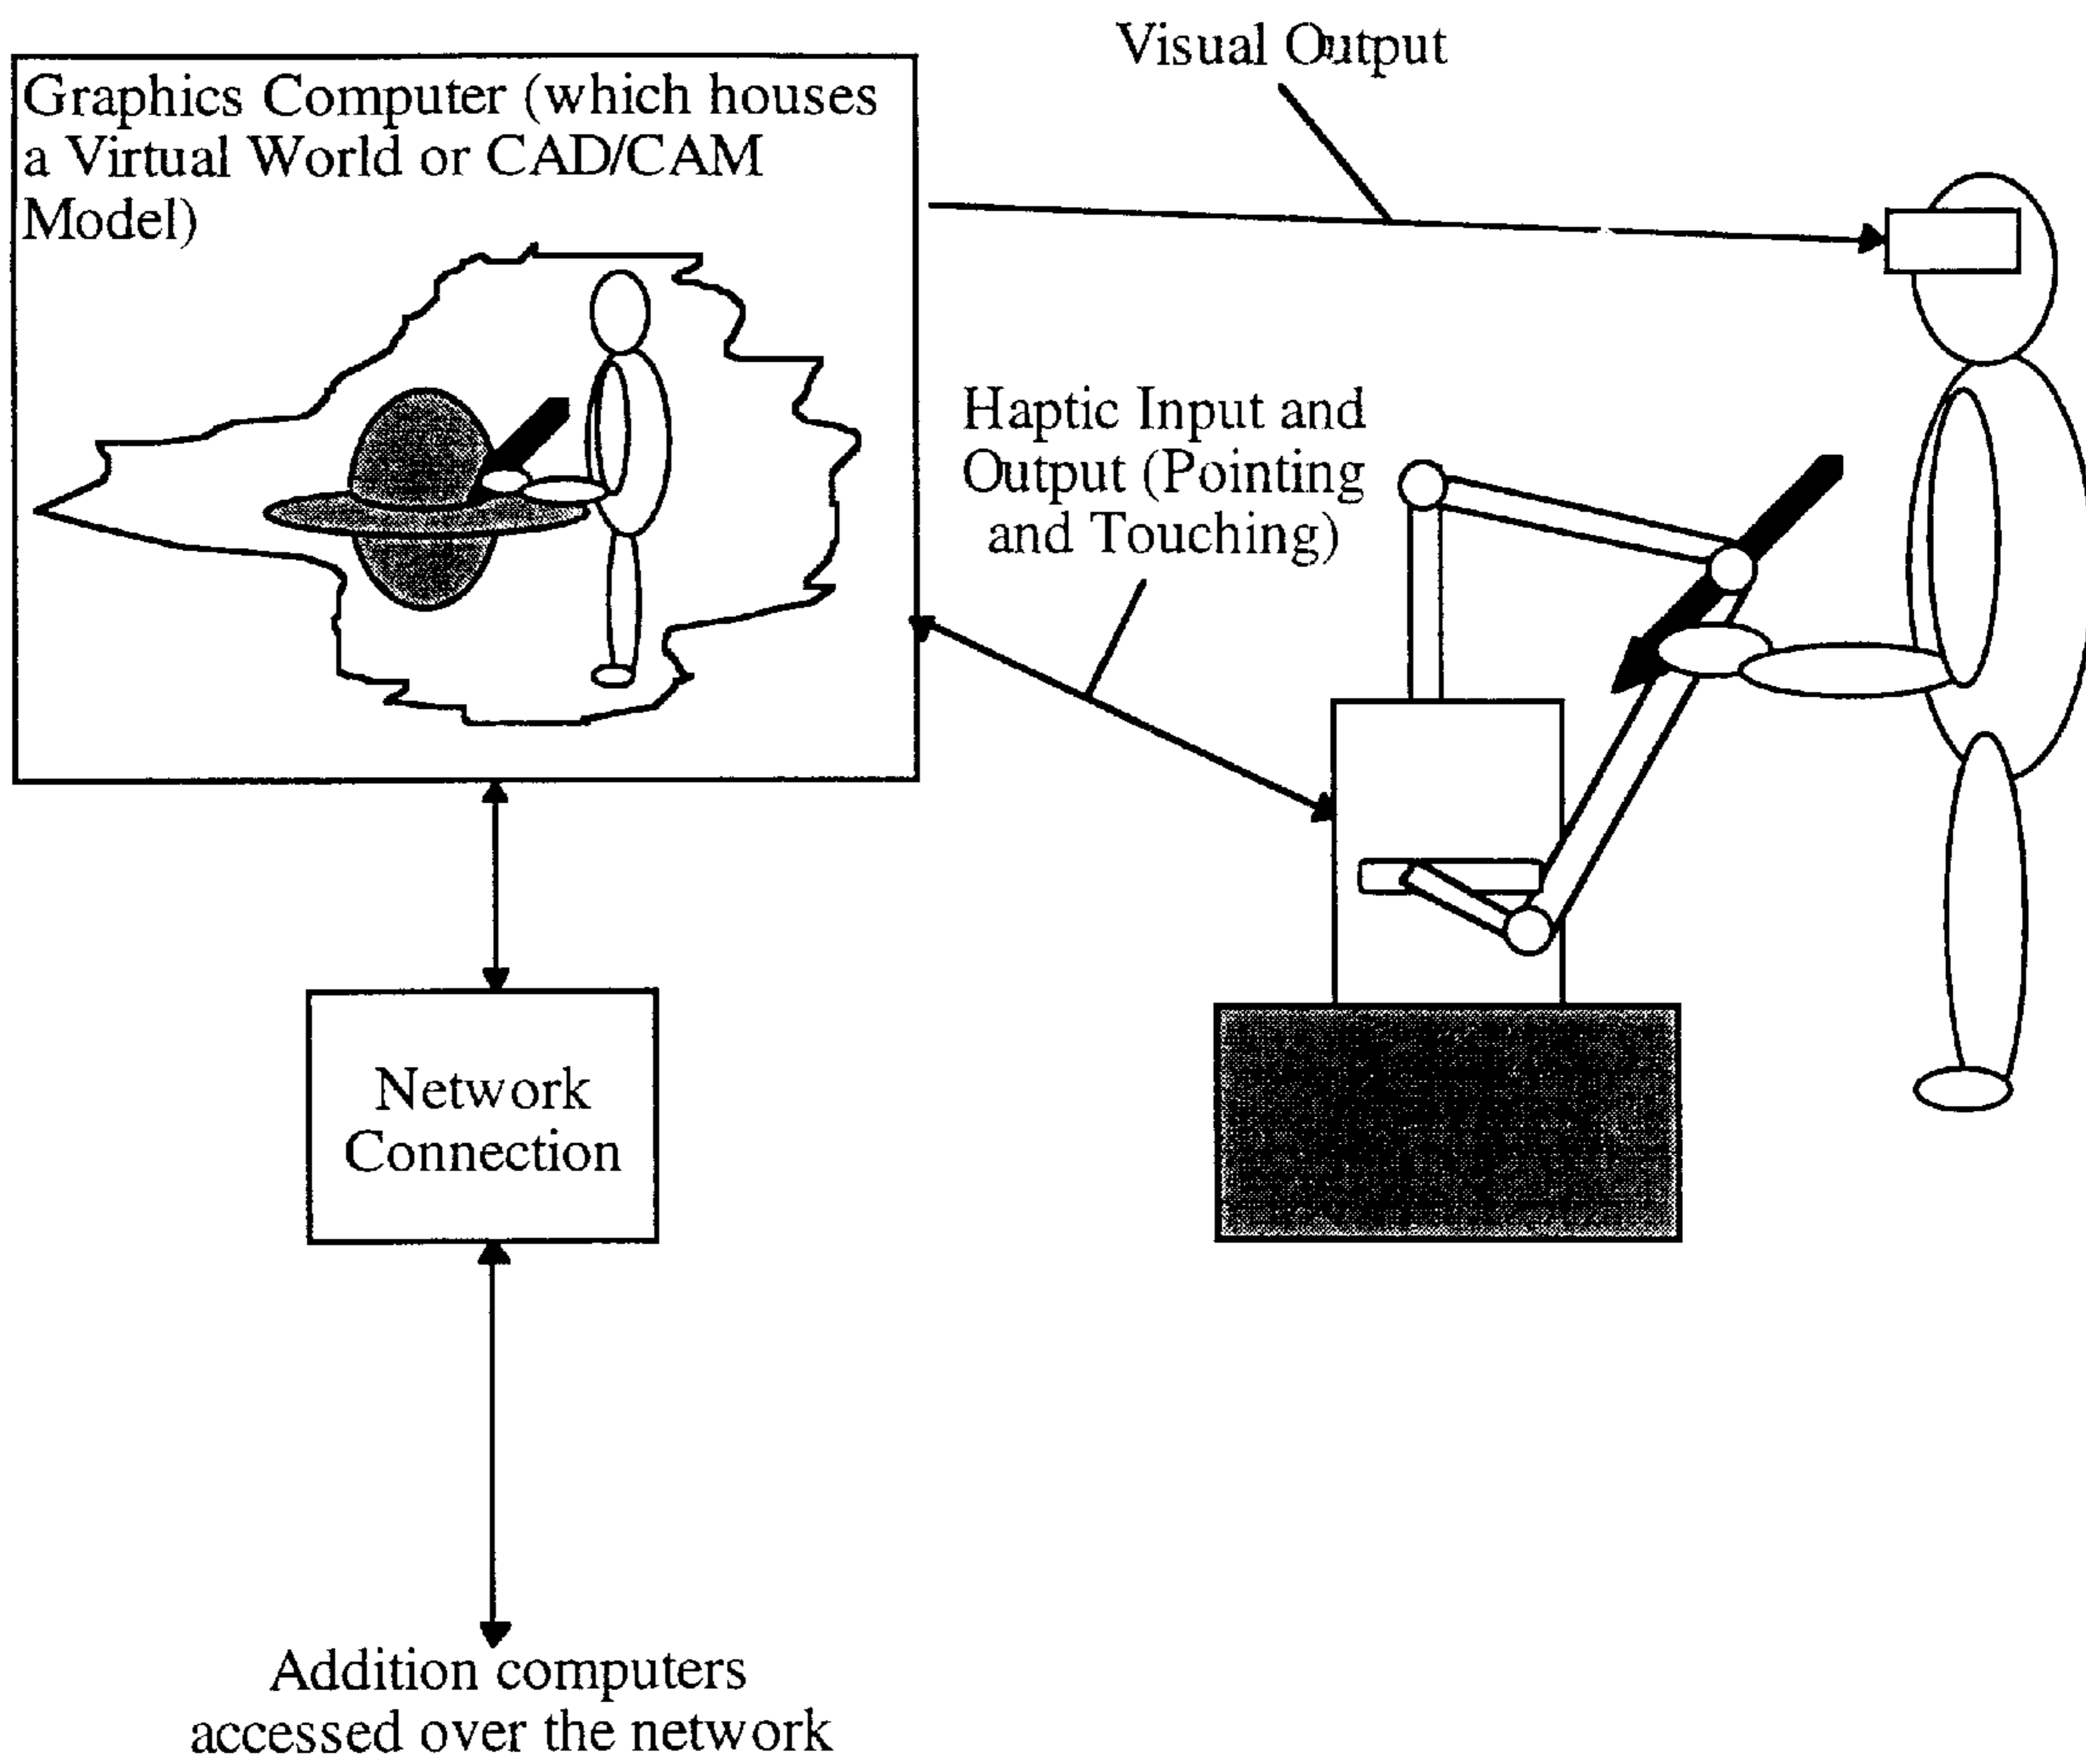 Visual Output
Graphics Computer (which houses
a Virtual World or CAD/CAM
Model)
Haptic Input and
Output (Pointing
and Touching)
Network
Connection
Addition computers
accessed over the network